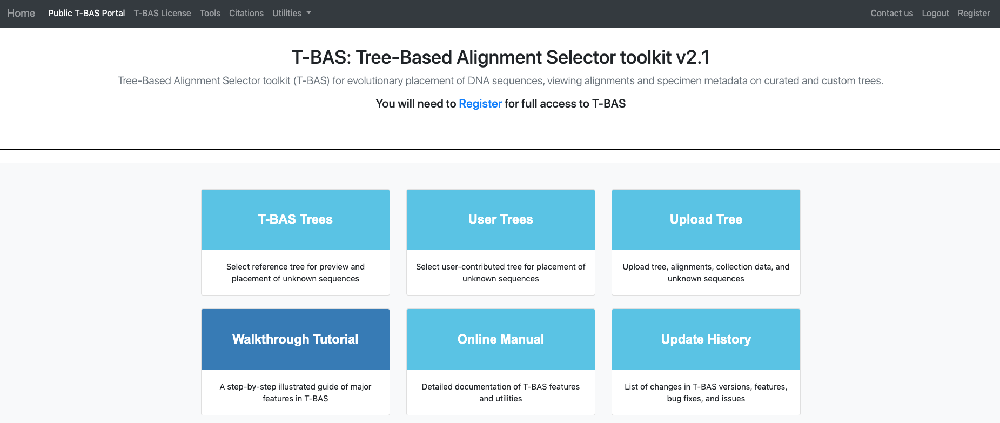 Home Public T-BAS Portal T-BAS License Tools Citations Utilities Contact us Logout Register
T-BAS: Tree-Based Alignment Selector toolkit v2.1
Tree-Based Alignment Selector toolkit (T-BAS) for evolutionary placement of DNA sequences, viewing alignments and specimen metadata on curated and custom trees.
You will need to Register for full access to T-BAS
T-BAS Trees
Select reference tree for preview and
placement of unknown sequences
User Trees
Select user-contributed tree for placement of
unknown sequences
Upload Tree
Upload tree, alignments, collection data, and
unknown sequences
Walkthrough Tutorial
A step-by-step illustrated guide of major
features in T-BAS
Online Manual
Detailed documentation of T-BAS features
and utilities
Update History
List of changes in T-BAS versions, features,
bug fixes, and issues